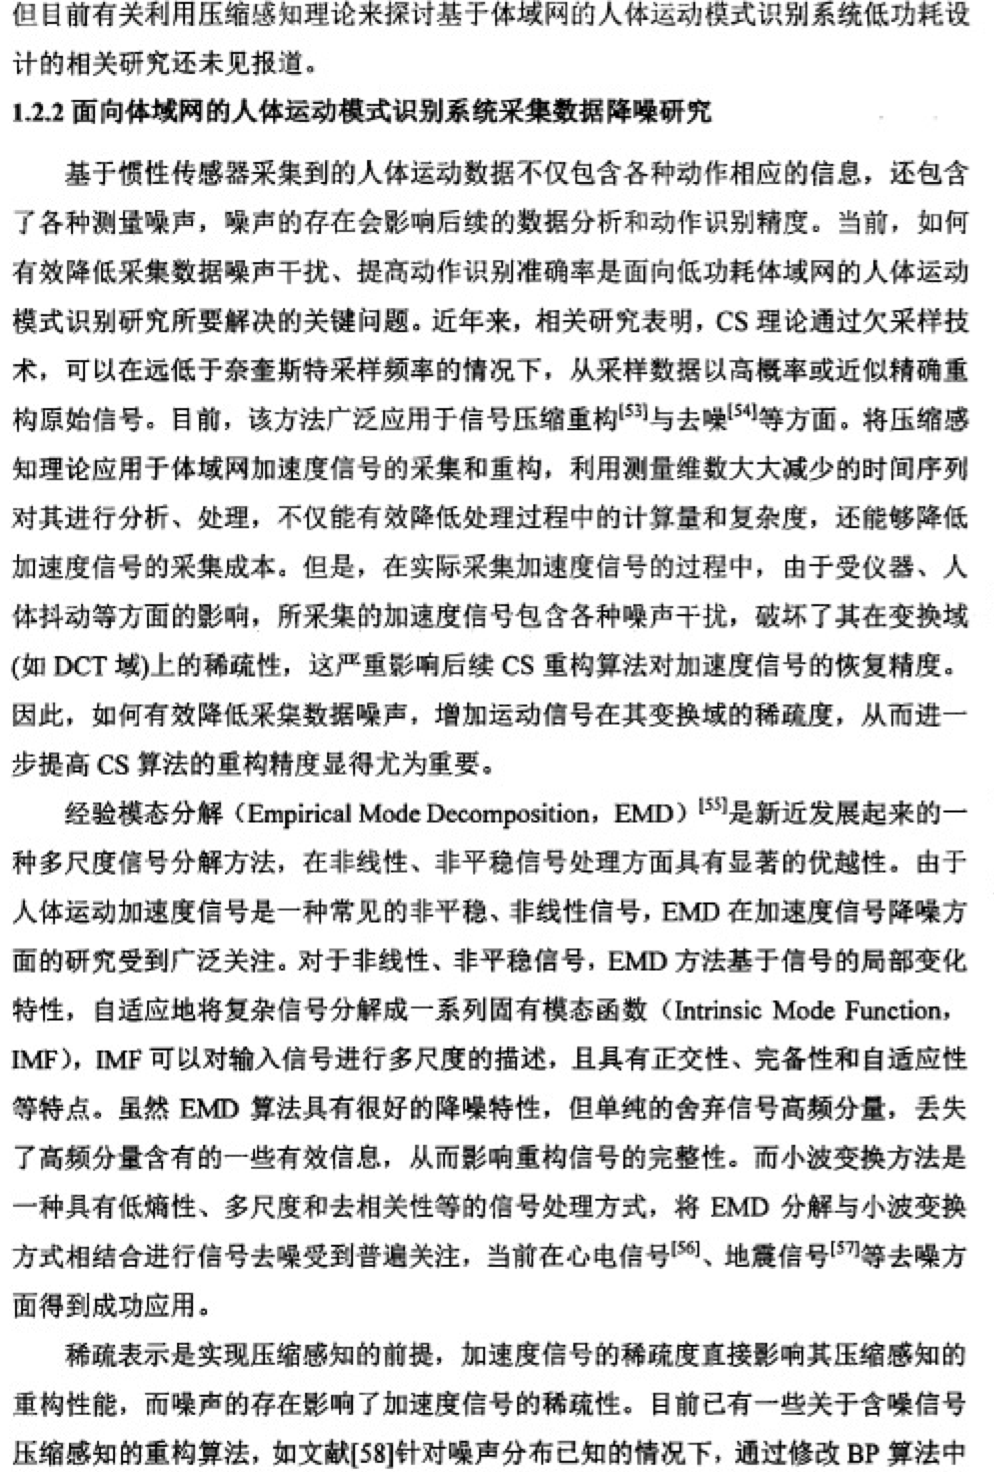 但目前有关利用压缩感知理论来探讨基于体域网的人体运动模式识别系统低功耗设
计的相关研究还未见报道。
1.2.2 面向体域网的人体运动模式识别系统采集数据降噪研究
基于惯性传感器采集到的人体运动数据不仅包含各种动作相应的信息，还包含
了各种测量噪声，噪声的存在会影响后续的数据分析和动作识别精度。当前，如何
有效降低采集数据噪声干扰、提高动作识别准确率是面向低功耗体域网的人体运动
模式识别研究所要解决的关键问题。近年来，相关研究表明，CS 理论通过欠采样技
术，可以在远低于奈奎斯特采样频率的情况下，从采样数据以高概率或近似精确重
构原始信号。目前，该方法广泛应用于信号压缩重构[53]与去噪[54]等方面。将压缩感
知理论应用于体域网加速度信号的采集和重构，利用测量维数大大减少的时间序列
对其进行分析、处理，不仅能有效降低处理过程中的计算量和复杂度，还能够降低
加速度信号的采集成本。但是，在实际采集加速度信号的过程中，由于受仪器、人
体抖动等方面的影响，所采集的加速度信号包含各种噪声干扰，破坏了其在变换域
(如 DCT 域)上的稀疏性，这严重影响后续 CS 重构算法对加速度信号的恢复精度。
因此，如何有效降低采集数据噪声，增加运动信号在其变换域的稀疏度，从而进一
步提高 CS 算法的重构精度显得尤为重要。
经验模态分解（Empirical Mode Decomposition，EMD）[55]是新近发展起来的一
种多尺度信号分解方法，在非线性、非平稳信号处理方面具有显著的优越性。由于
人体运动加速度信号是一种常见的非平稳、非线性信号，EMD 在加速度信号降噪方
面的研究受到广泛关注。对于非线性、非平稳信号，EMD 方法基于信号的局部变化
特性，自适应地将复杂信号分解成一系列固有模态函数（Intrinsic Mode Function，
IMF），IMF 可以对输入信号进行多尺度的描述，且具有正交性、完备性和自适应性
等特点。虽然 EMD 算法具有很好的降噪特性，但单纯的舍弃信号高频分量，丢失
了高频分量含有的一些有效信息，从而影响重构信号的完整性。而小波变换方法是
一种具有低熵性、多尺度和去相关性等的信号处理方式，将 EMD 分解与小波变换
方式相结合进行信号去噪受到普遍关注，当前在心电信号[56]、地震信号[57]等去噪方
面得到成功应用。
稀疏表示是实现压缩感知的前提，加速度信号的稀疏度直接影响其压缩感知的
重构性能，而噪声的存在影响了加速度信号的稀疏性。目前已有一些关于含噪信号
压缩感知的重构算法，如文献[58]针对噪声分布已知的情况下，通过修改 BP 算法中